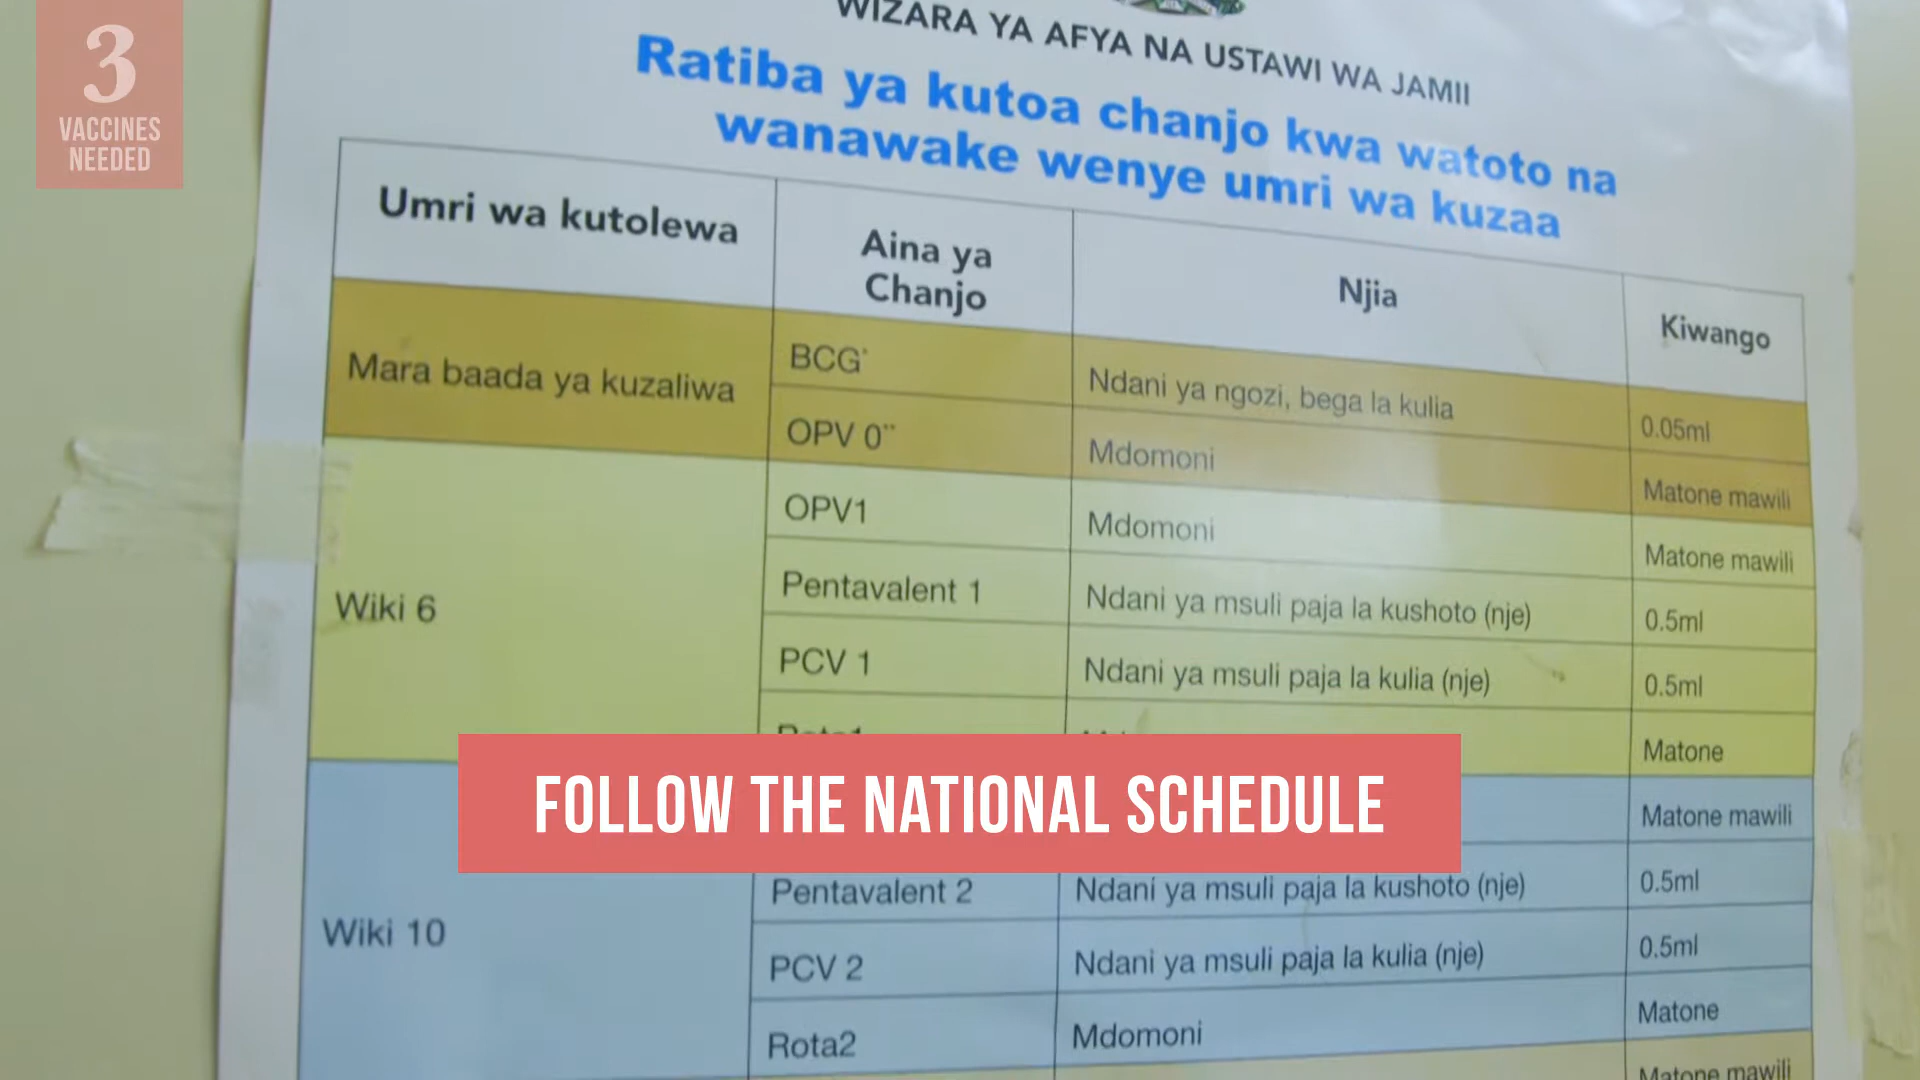 3
VACCINES
NEEDED
WIZARA YA AFYA NA USTAWI WA JAMII
Ratiba ya kutoa chanjo kwa watoto na
wanawake wenye umri wa kuzaa
Umri wa kutolewa
Aina ya
Chanjo
Njia
Kiwango
Mara baada ya kuzaliwa
BCG*
Ndani ya ngozi, bega la kulia
0.05ml
OPV 0**
Mdomoni
Matone mawili
Wiki 6
OPV1
Mdomoni
Matone mawili
Pentavalent 1
Ndani ya msuli paja la kushoto (nje)
0.5ml
PCV 1
Ndani ya msuli paja la kulia (nje)
0.5ml
Matone
FOLLOW THE NATIONAL SCHEDULE
Wiki 10
Matone mawili
Pentavalent 2
Ndani ya msuli paja la kushoto (nje)
0.5ml
PCV 2
Ndani ya msuli paja la kulia (nje)
0.5ml
Rota2
Mdomoni
Matone
Matone mawili